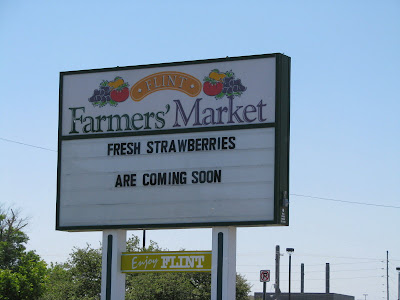 FLINT
Farmers' Market
FRESH STRAWBERRIES
ARE COMING SOON
Enjoy FLINT